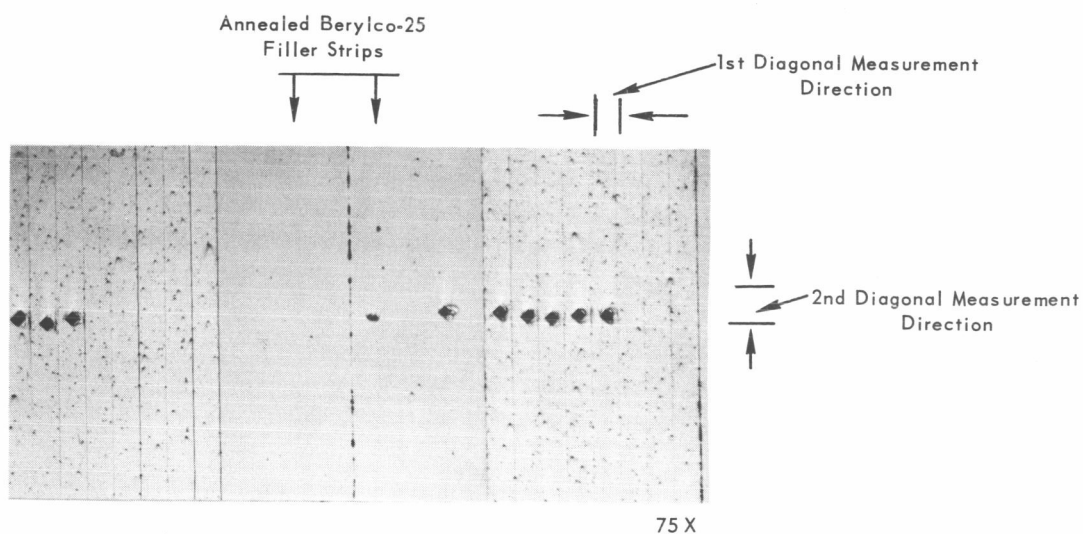 Annealed Berylco-25
Filler Strips
1st Diagonal Measurement
Direction
2nd Diagonal Measurement
Direction
75 X